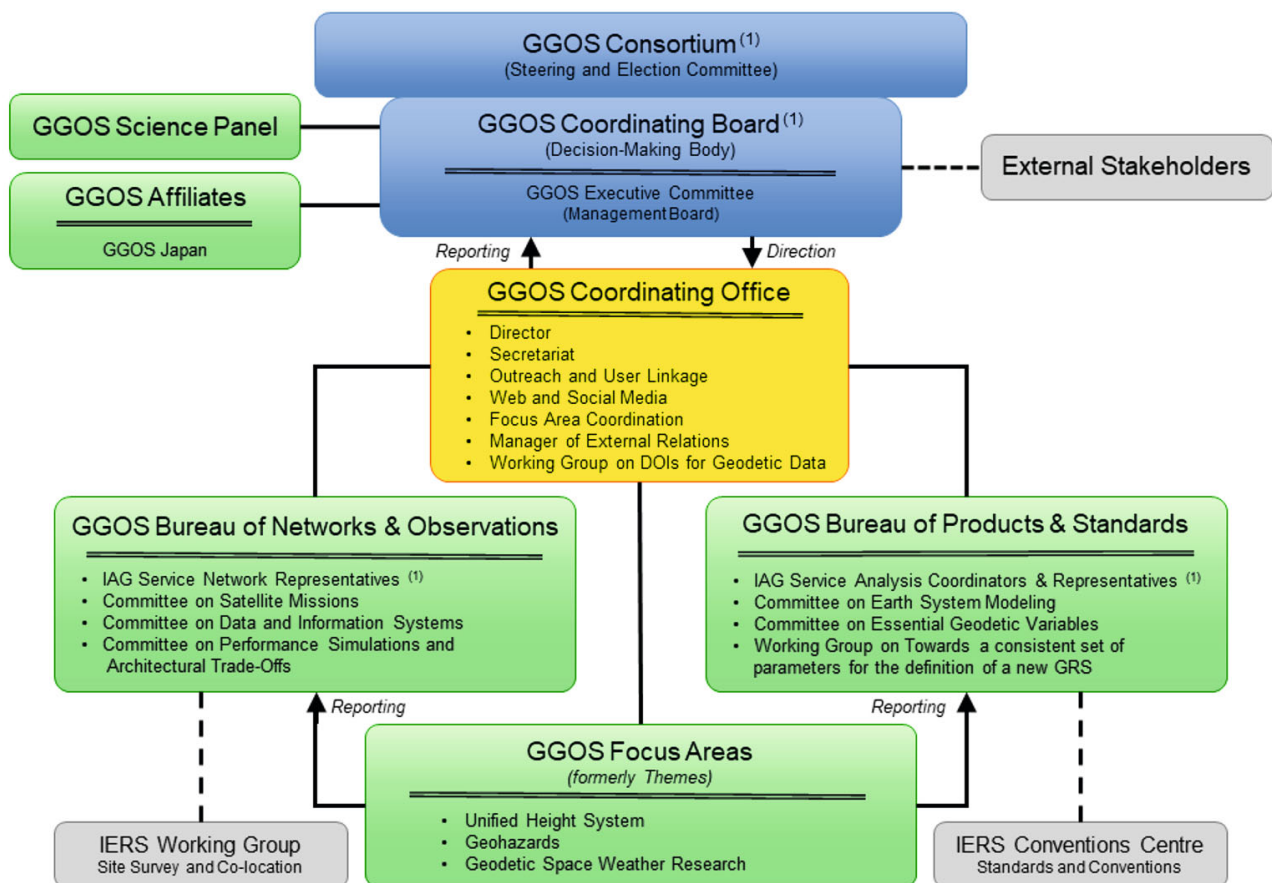 GGOS Consortium (1)
(Steering and Election Committee)
GGOS Science Panel
GGOS Coordinating Board (1)
(Decision-Making Body)
GGOS Executive Committee
(Management Board)
External Stakeholders
GGOS Affiliates
GGOS Japan
Reporting
Direction
GGOS Coordinating Office
• Director
• Secretariat
• Outreach and User Linkage
• Web and Social Media
• Focus Area Coordination
• Manager of External Relations
• Working Group on DOIs for Geodetic Data
GGOS Bureau of Networks & Observations
• IAG Service Network Representatives (1)
• Committee on Satellite Missions
• Committee on Data and Information Systems
• Committee on Performance Simulations and
Architectural Trade-Offs
GGOS Bureau of Products & Standards
• IAG Service Analysis Coordinators & Representatives (1)
• Committee on Earth System Modeling
• Committee on Essential Geodetic Variables
• Working Group on Towards a consistent set of
parameters for the definition of a new GRS
Reporting
Reporting
GGOS Focus Areas
(formerly Themes)
• Unified Height System
• Geohazards
• Geodetic Space Weather Research
IERS Working Group
Site Survey and Co-location
IERS Conventions Centre
Standards and Conventions